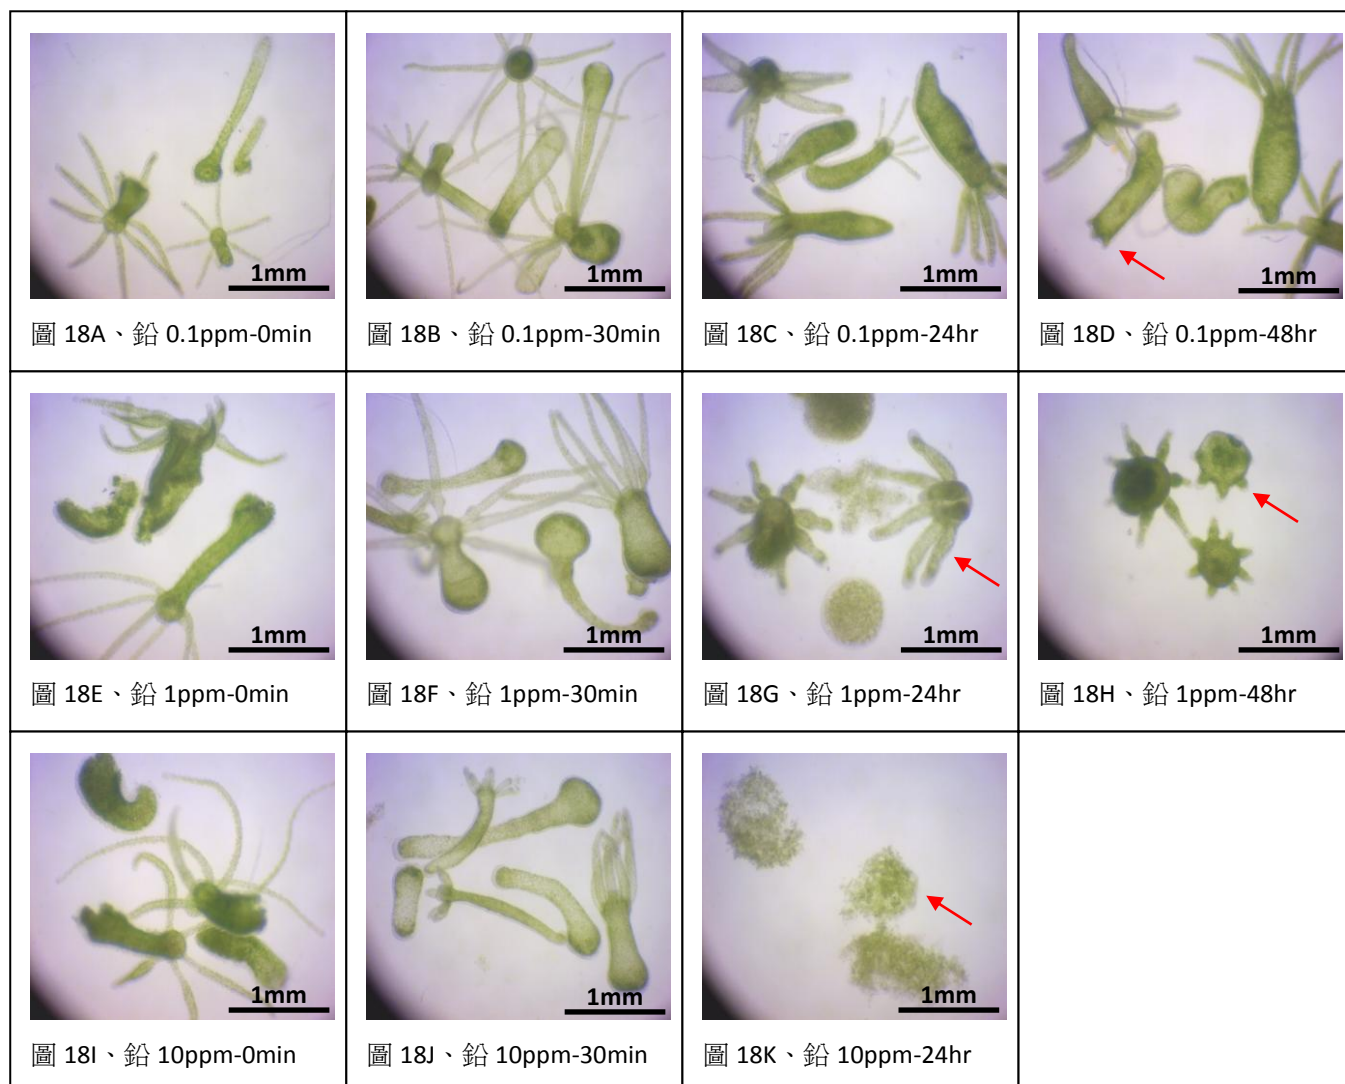 1mm
1mm
1mm
1mm
圖 18A、鉛 0.1ppm-0min
圖 18B、鉛 0.1ppm-30min
圖 18C、鉛 0.1ppm-24hr
圖 18D、鉛 0.1ppm-48hr
1mm
1mm
1mm
1mm
圖 18E、鉛 1ppm-0min
圖 18F、鉛 1ppm-30min
圖 18G、鉛 1ppm-24hr
圖 18H、鉛 1ppm-48hr
1mm
1mm
1mm
圖 18I、鉛 10ppm-0min
圖 18J、鉛 10ppm-30min
圖 18K、鉛 10ppm-24hr